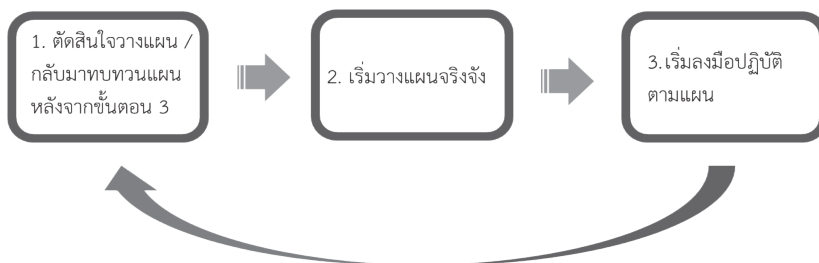 1. ตัดสินใจวางแผน /
กลับมาทบทวนแผน
หลังจากขั้นตอน 3
2. เริ่มวางแผนจริงจัง
3. เริ่มลงมือปฏิบัติ
ตามแผน